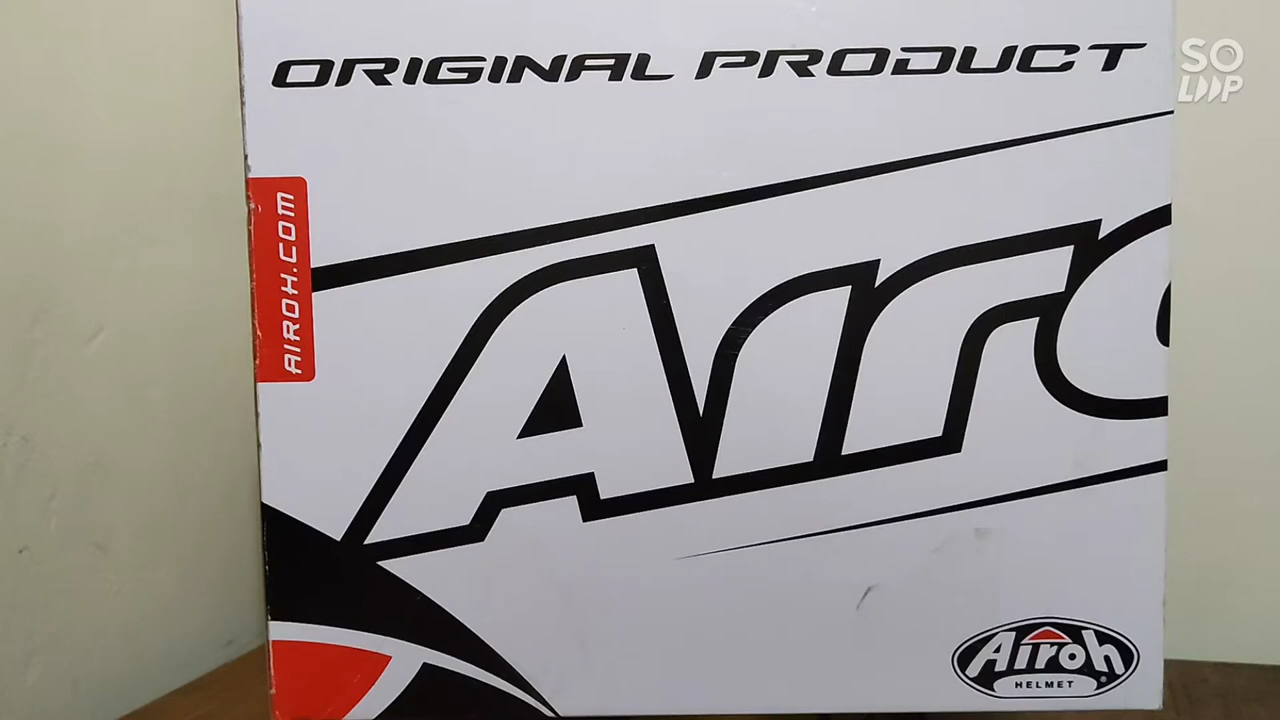 ORIGINAL PRODUCT
SO
LOOP
AIROH.COM
Airo
Airoh
HELMET